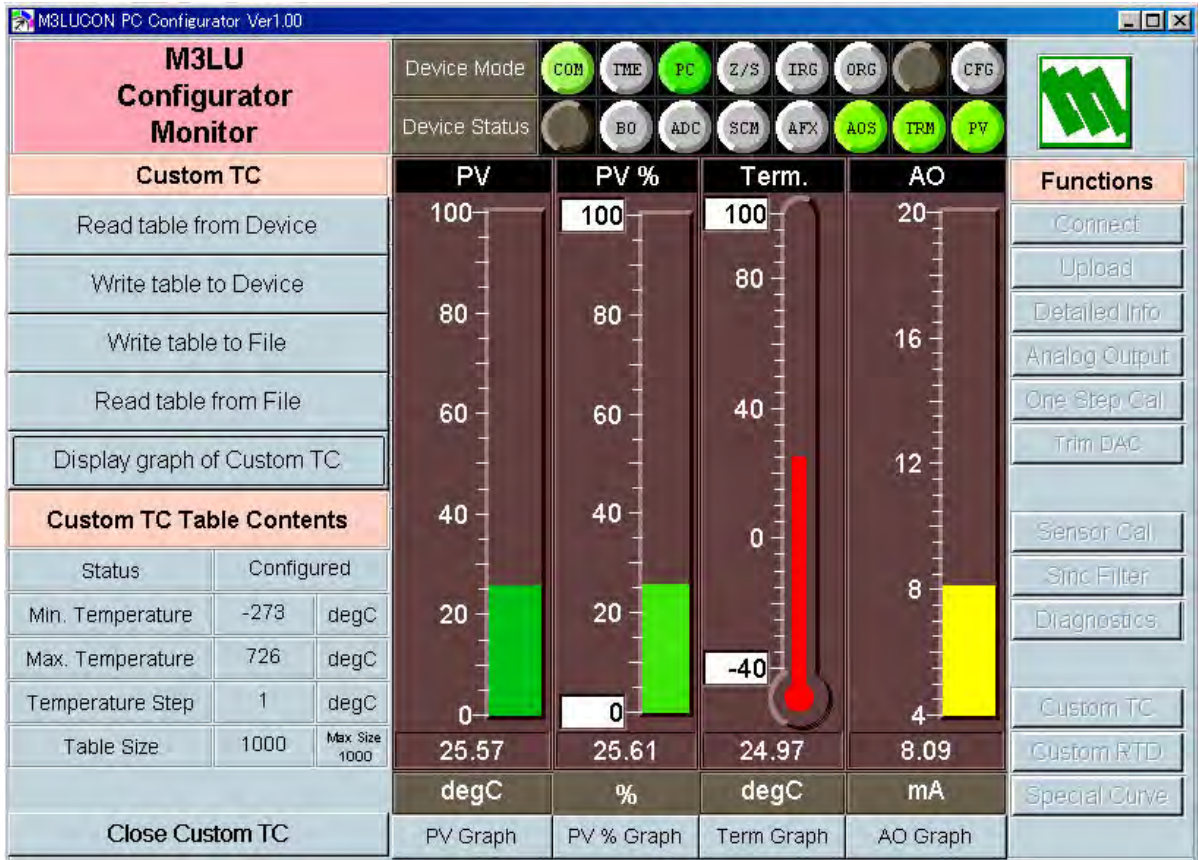 M3LUCON PC Configurator Ver1.00
M3LU
Configurator
Monitor
Device Mode
COM TME PC Z/S IRG ORG CFG
Device Status
BO ADC SCM AFX AOS TRM PV
Custom TC
Read table from Device
Write table to Device
Write table to File
Read table from File
Display graph of Custom TC
Custom TC Table Contents
Status Configured
Min. Temperature -273 degC
Max. Temperature 726 degC
Temperature Step 1 degC
Table Size 1000 Max Size 1000
Close Custom TC
PV
100
80
60
40
20
0
25.57
degC
PV Graph
PV %
100
80
60
40
20
0
25.61
%
PV % Graph
Term.
100
80
40
0
-40
24.97
degC
Term Graph
AO
20
16
12
8
4
8.09
mA
AO Graph
Functions
Connect
Upload
Detailed Info
Analog Output
One Step Cal
Trim DAC
Sensor Cal
Sinc Filter
Diagnostics
Custom TC
Custom RTD
Special Curve